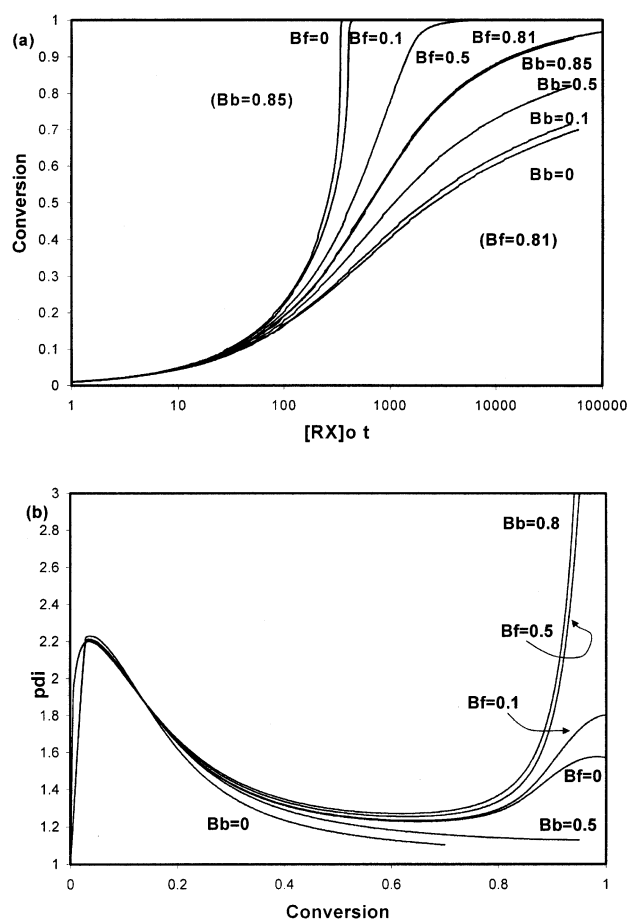 (a)
Bf=0
Bf=0.1
Bf=0.81
Bf=0.5
Bb=0.85
(Bb=0.85)
Bb=0.5
Bb=0.1
Bb=0
(Bf=0.81)
Conversion
1
0.9
0.8
0.7
0.6
0.5
0.4
0.3
0.2
0.1
0
1
10
100
1000
10000
100000
[RX]o t
(b)
Bb=0.8
Bf=0.5
Bf=0.1
Bf=0
Bb=0.5
Bb=0
pdi
3
2.8
2.6
2.4
2.2
2
1.8
1.6
1.4
1.2
1
0
0.2
0.4
0.6
0.8
1
Conversion